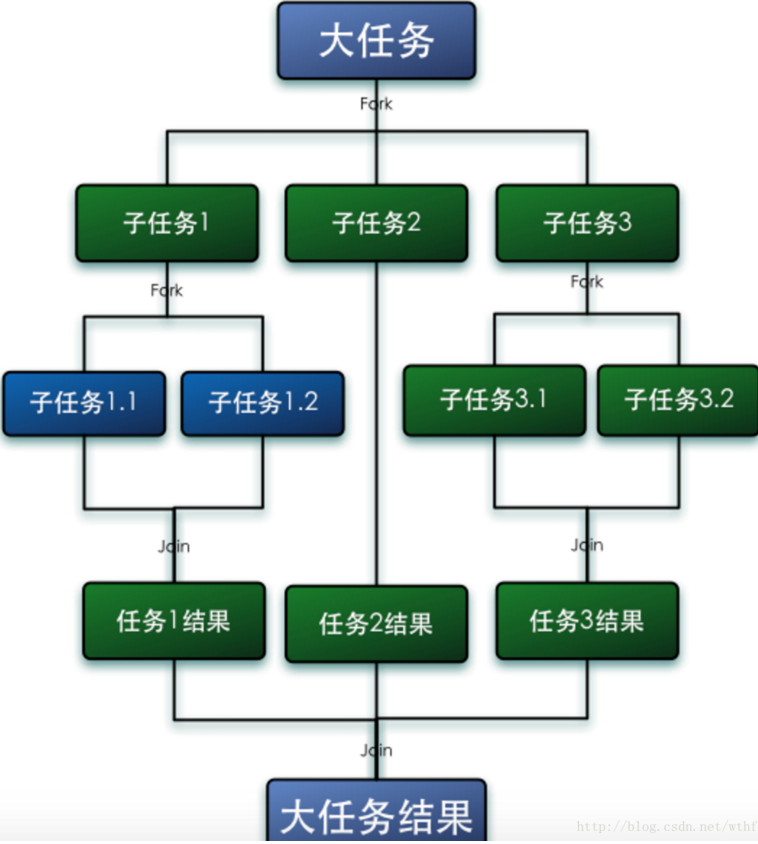 大任务
Fork
子任务1
子任务2
子任务3
Fork
Fork
子任务1.1
子任务1.2
子任务3.1
子任务3.2
Join
Join
任务1结果
任务2结果
任务3结果
Join
大任务结果
http://blog.csdn.net/wthf